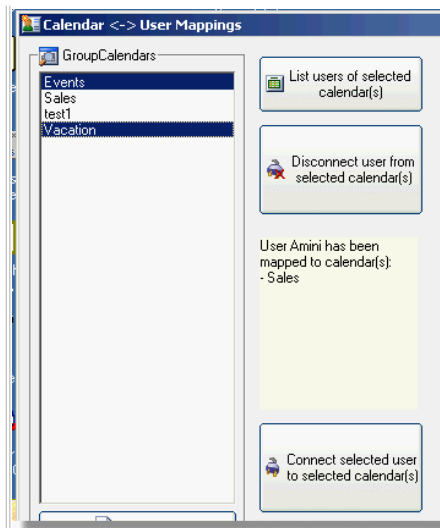 Calendar <-> User Mappings
GroupCalendars
Events
Sales
test1
Vacation
List users of selected
calendar(s)
Disconnect user from
selected calendar(s)
User Amini has been
mapped to calendar(s):
- Sales
Connect selected user
to selected calendar(s)